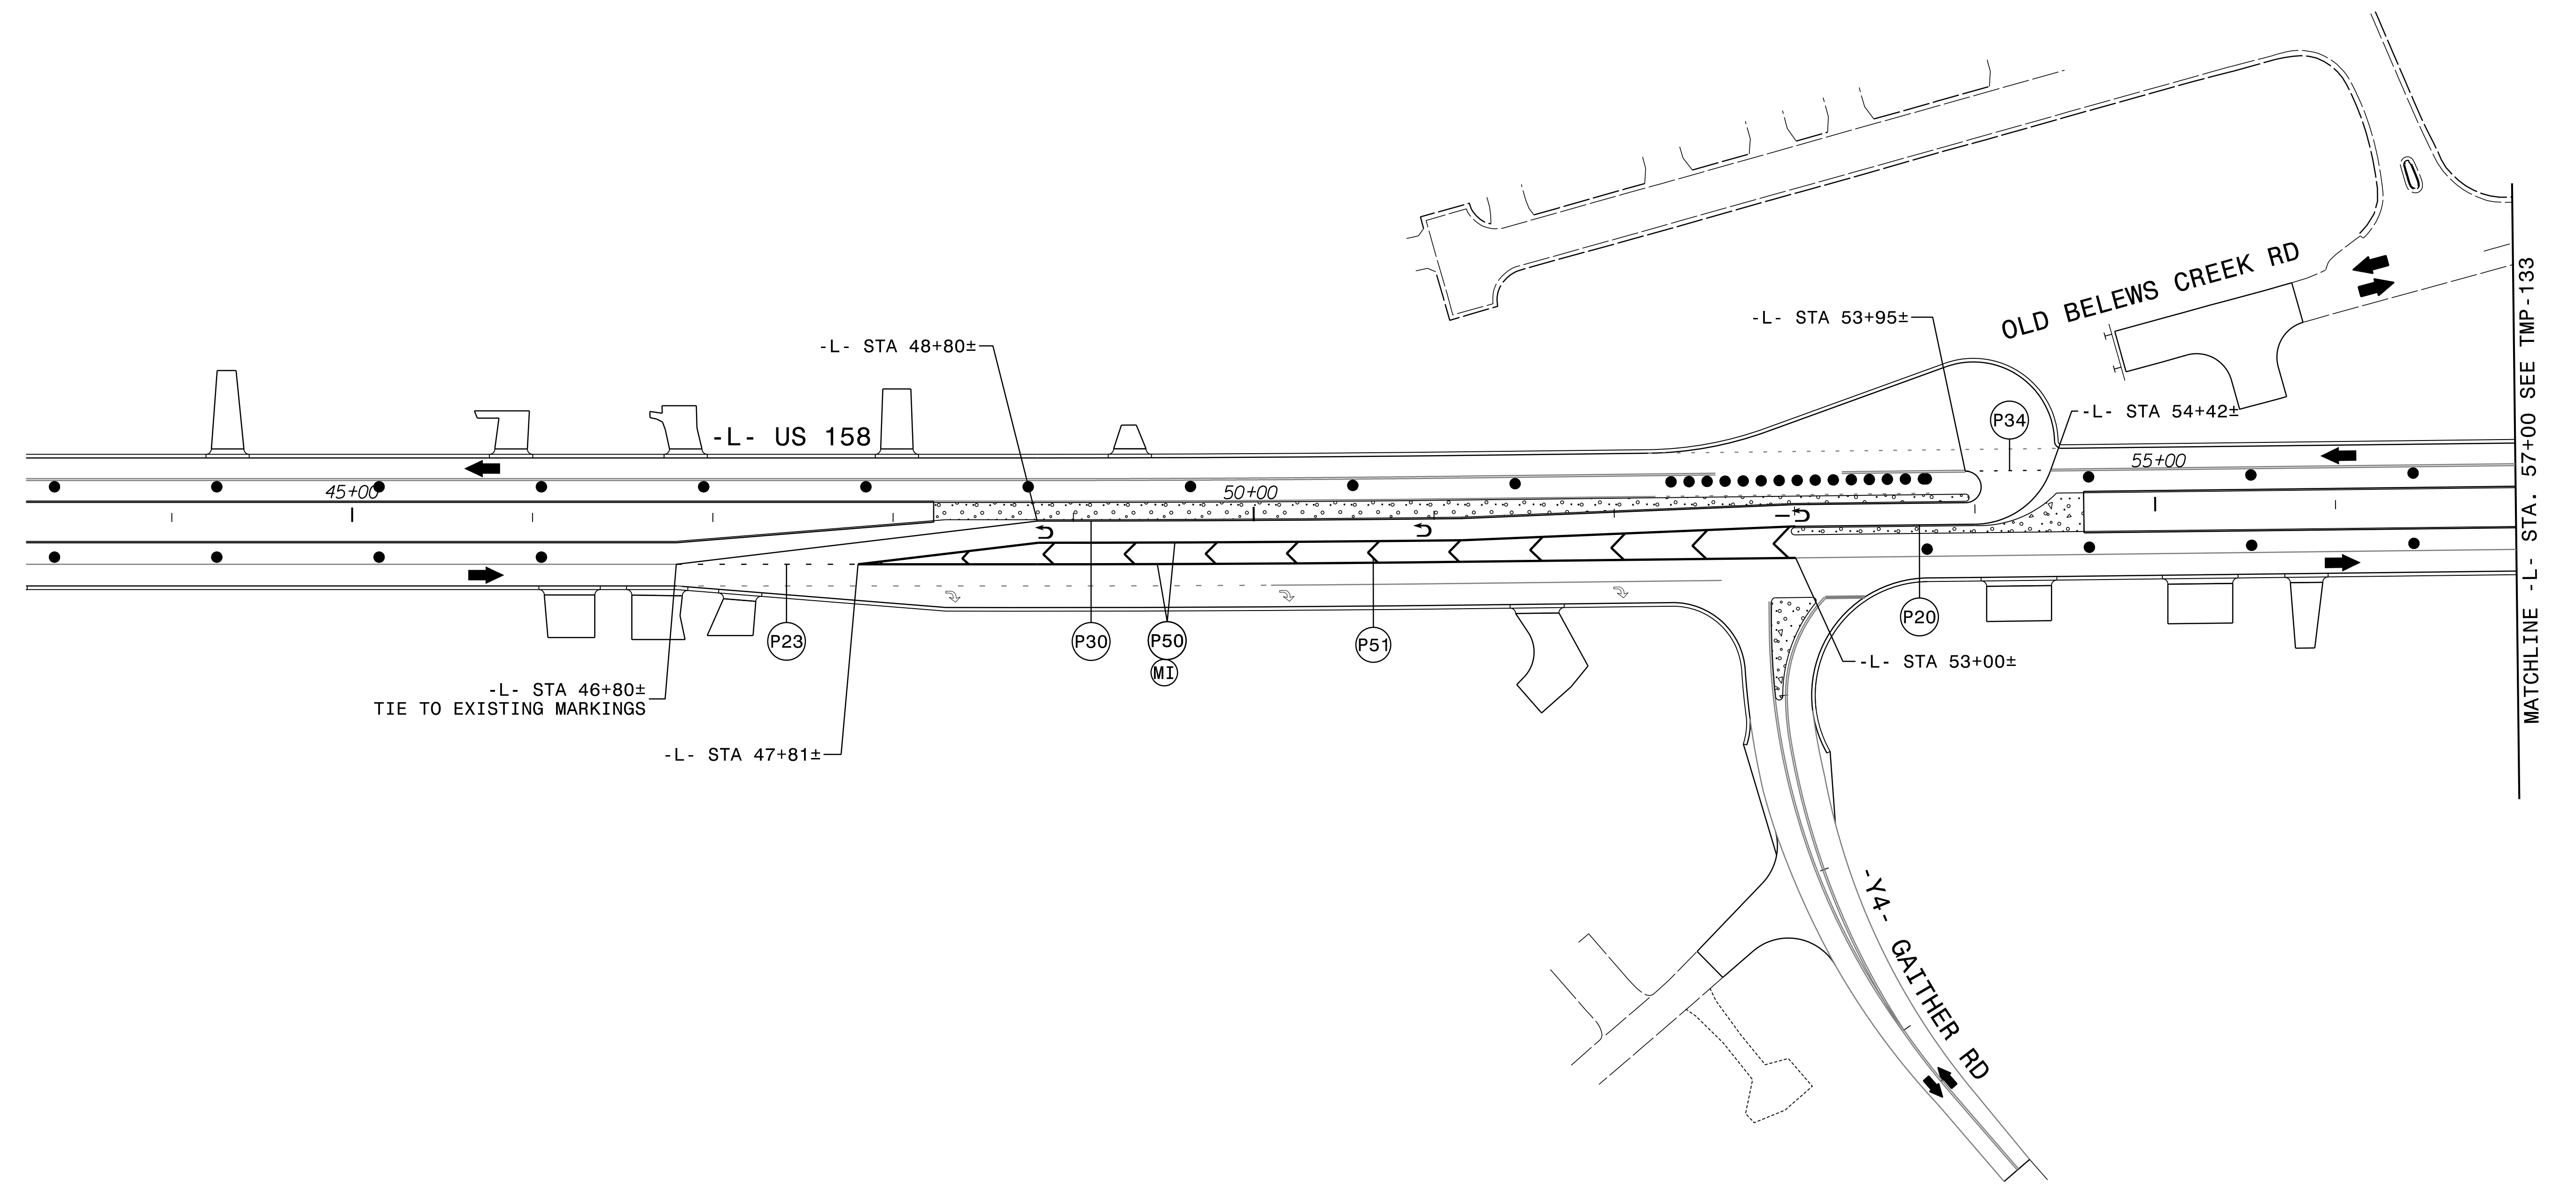 OLD BELEWS CREEK RD
-L- STA 53+95±
-L- STA 48+80±
-L- STA 54+42±
P34
-L- US 158
55+00
45+00
50+00
P23
P30
P50
MI
P51
P20
-L- STA 53+00±
-L- STA 46+80±
TIE TO EXISTING MARKINGS
-L- STA 47+81±
MATCHLINE -L- STA. 57+00 SEE TMP-133
-Y4- GAITHER RD